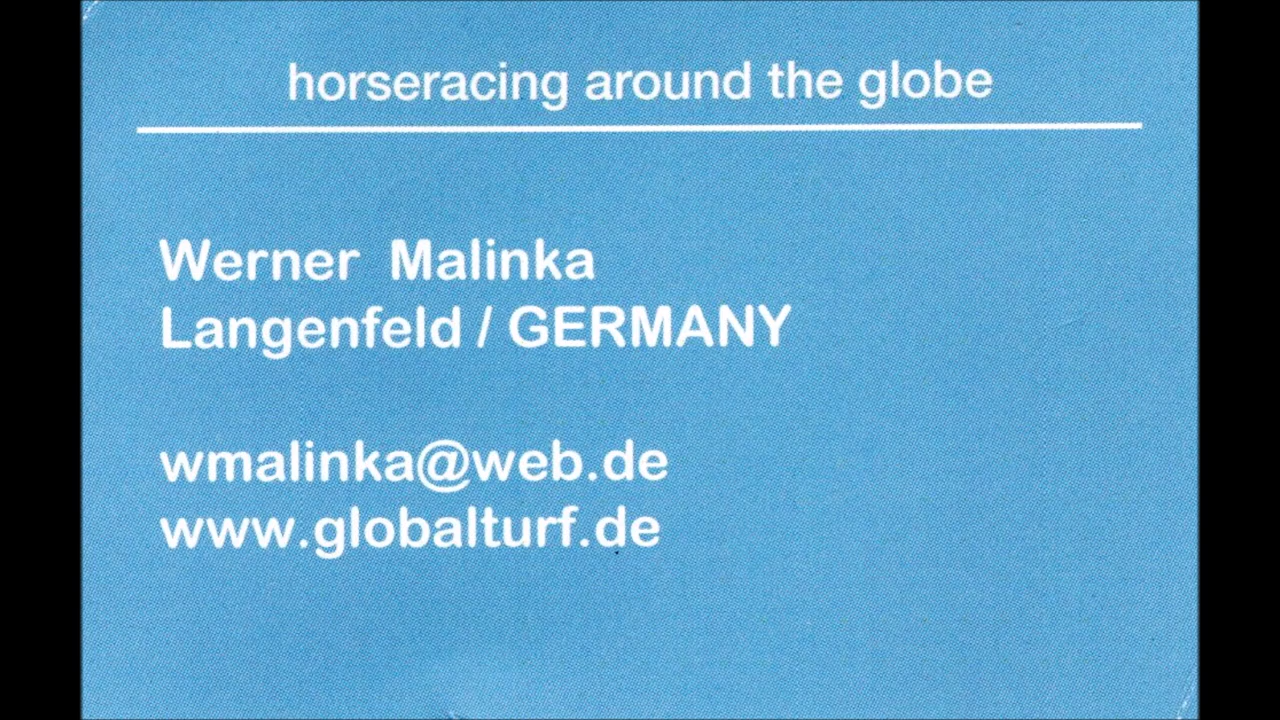 horseracing around the globe
Werner Malinka
Langenfeld / GERMANY
wmalinka@web.de
www.globalturf.de